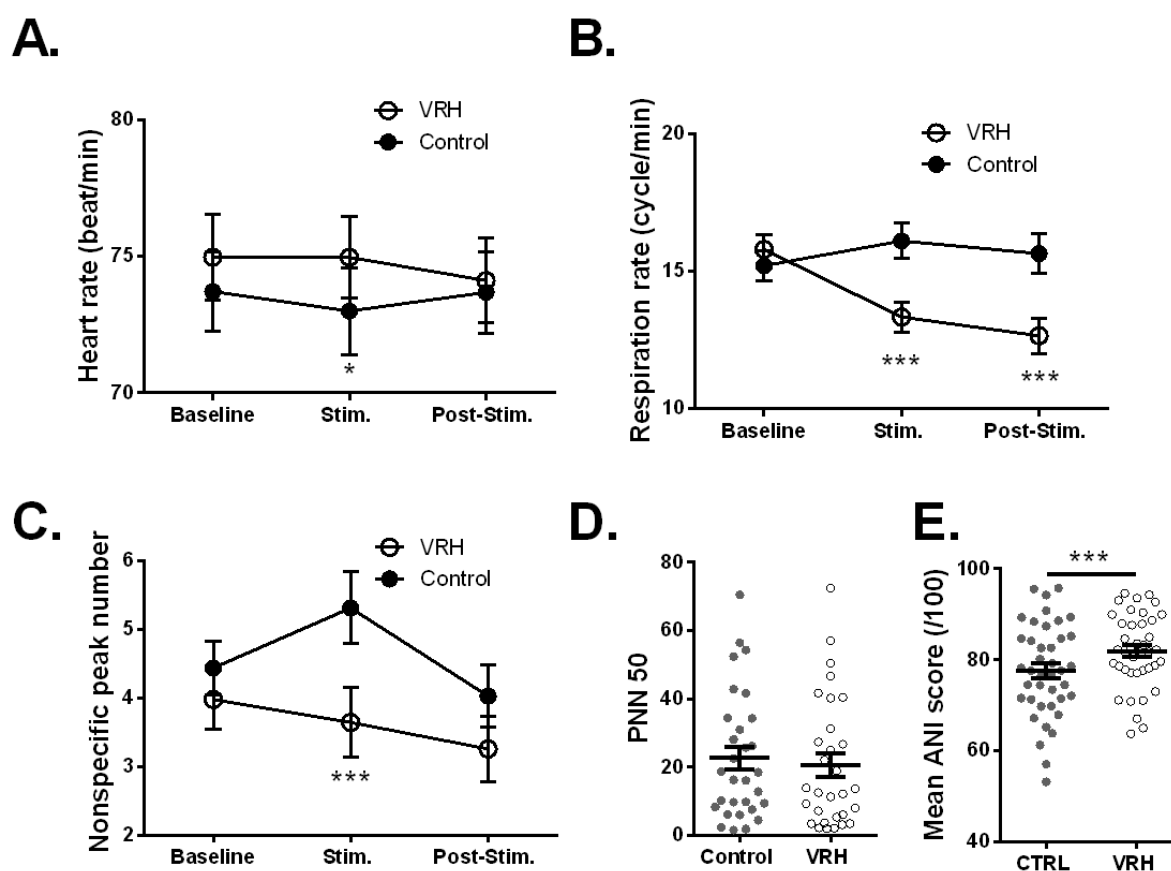 A.
VRH
Control
Heart rate (beat/min)
80
75
70
*
Baseline Stim. Post-Stim.
B.
VRH
Control
Respiration rate (cycle/min)
20
15
10
*** ***
Baseline Stim. Post-Stim.
C.
VRH
Control
Nonspecific peak number
6
5
4
3
2
***
Baseline Stim. Post-Stim.
D.
PNN 50
80
60
40
20
0
Control VRH
E.
***
Mean ANI score (/100)
100
80
60
40
CTRL VRH